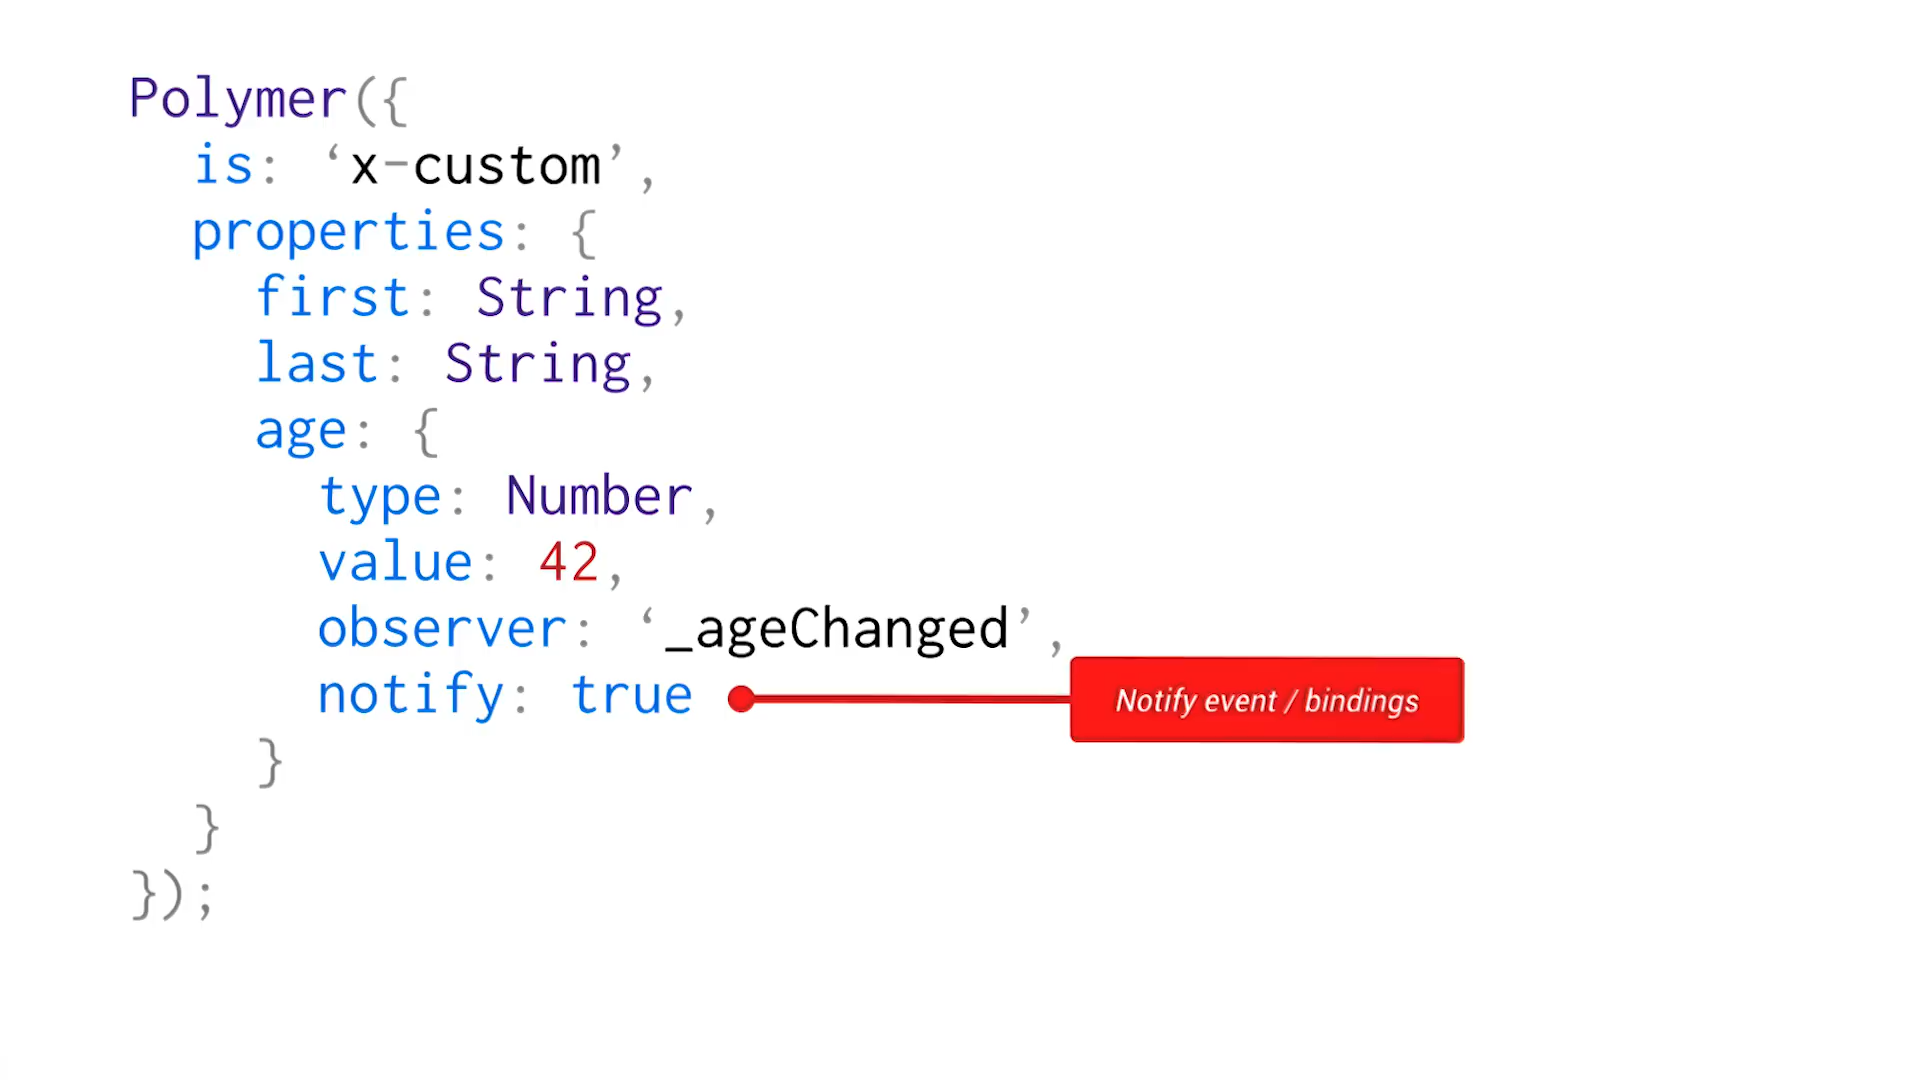 Polymer({
is: ‘x-custom’,
properties: {
first: String,
last: String,
age: {
type: Number,
value: 42,
observer: ‘_ageChanged’,
notify: true
Notify event / bindings
}
}
});